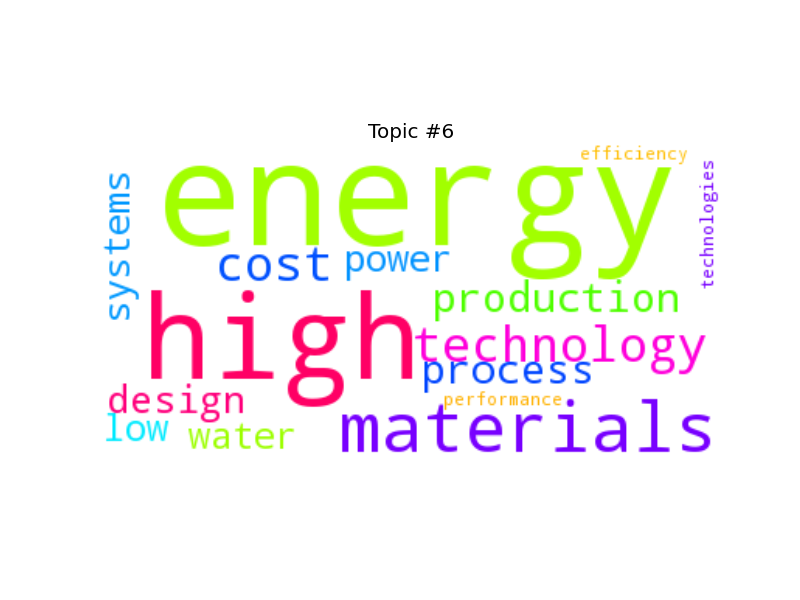 Topic #6
efficiency
energy
systems
technologies
cost
power
production
high
technology
process
design
performance
materials
low
water